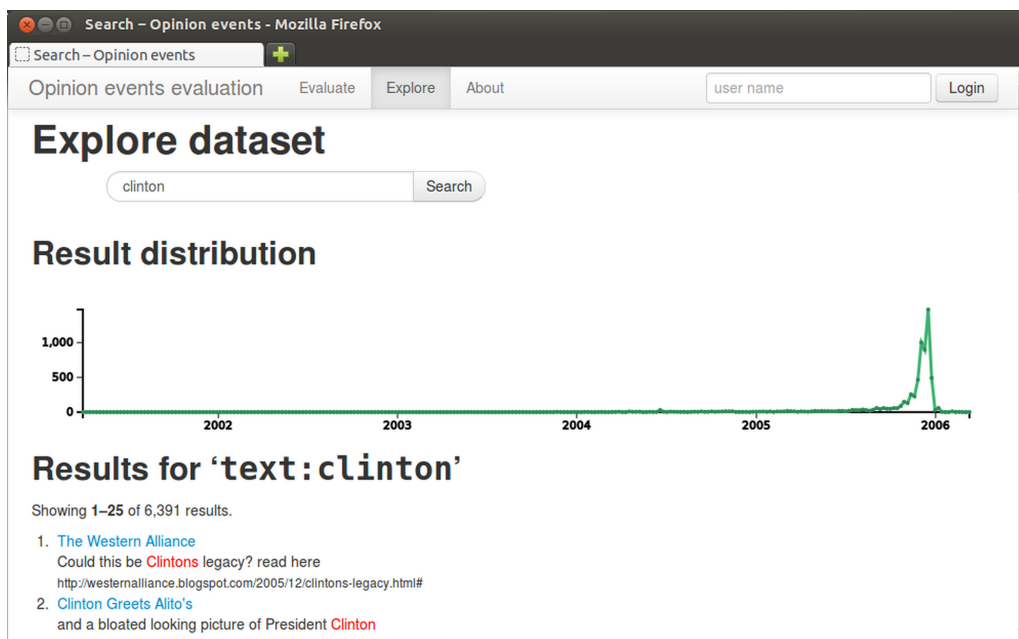 Search – Opinion events - Mozilla Firefox
Search – Opinion events
Opinion events evaluation Evaluate Explore About user name Login
Explore dataset
clinton Search
Result distribution
1,000
500
0
2002 2003 2004 2005 2006
Results for ‘text:clinton’
Showing 1–25 of 6,391 results.
1. The Western Alliance
Could this be Clintons legacy? read here
http://westernalliance.blogspot.com/2005/12/clintons-legacy.html#
2. Clinton Greets Alito's
and a bloated looking picture of President Clinton